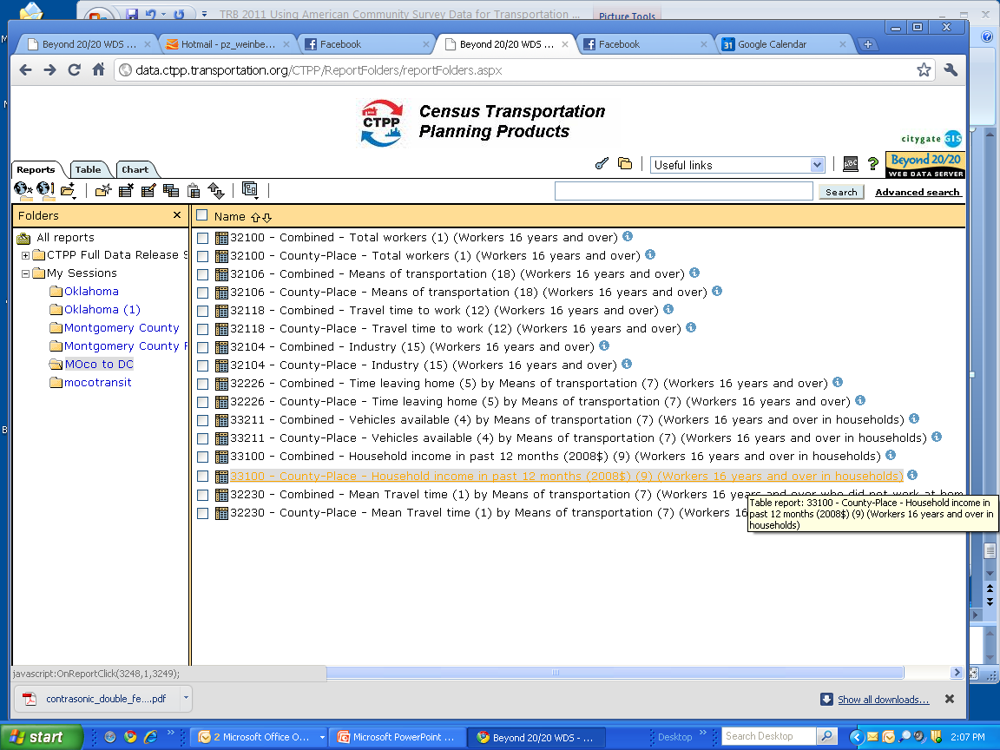 TRB 2011 Using American Community Survey Data for Transportation ...
Picture Tools
Beyond 20/20 WDS ...
Hotmail - pz_weinbe...
Facebook
Beyond 20/20 WDS ...
Facebook
31
Google Calendar
data.ctpp.transportation.org/CTPP/ReportFolders/reportFolders.aspx
CTPP
Census Transportation
Planning Products
citygate GIS
Beyond 20/20
WEB DATA SERVER
Reports
Table
Chart
Useful links
ABC
Search
Advanced search
Folders
Name
All reports
CTPP Full Data Release S
My Sessions
Oklahoma
Oklahoma (1)
Montgomery County
Montgomery County F
MOco to DC
mocotransit
32100 - Combined - Total workers (1) (Workers 16 years and over)
32100 - County-Place - Total workers (1) (Workers 16 years and over)
32106 - Combined - Means of transportation (18) (Workers 16 years and over)
32106 - County-Place - Means of transportation (18) (Workers 16 years and over)
32118 - Combined - Travel time to work (12) (Workers 16 years and over)
32118 - County-Place - Travel time to work (12) (Workers 16 years and over)
32104 - Combined - Industry (15) (Workers 16 years and over)
32104 - County-Place - Industry (15) (Workers 16 years and over)
32226 - Combined - Time leaving home (5) by Means of transportation (7) (Workers 16 years and over)
32226 - County-Place - Time leaving home (5) by Means of transportation (7) (Workers 16 years and over)
33211 - Combined - Vehicles available (4) by Means of transportation (7) (Workers 16 years and over in households)
33211 - County-Place - Vehicles available (4) by Means of transportation (7) (Workers 16 years and over in households)
33100 - Combined - Household income in past 12 months (2008$) (9) (Workers 16 years and over in households)
33100 - County-Place - Household income in past 12 months (2008$) (9) (Workers 16 years and over in households)
32230 - Combined - Mean Travel time (1) by Means of transportation (7) (Workers 16 years and over who did not work at hom
32230 - County-Place - Mean Travel time (1) by Means of transportation (7) (Workers 16
Table report: 33100 - County-Place - Household income in
past 12 months (2008$) (9) (Workers 16 years and over in
households)
javascript:OnReportClick(3248,1,3249);
contrasonic_double_fe....pdf
Show all downloads...
start
2 Microsoft Office O...
Microsoft PowerPoint ...
Beyond 20/20 WDS - ...
Desktop
Search Desktop
2:07 PM